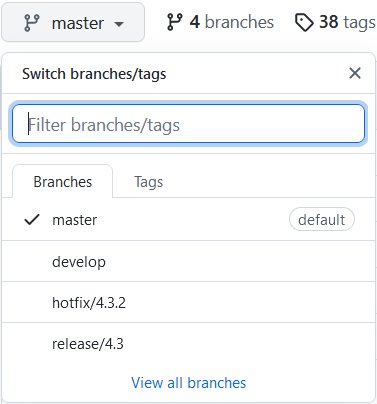 master 4 branches 38 tags
Switch branches/tags
Filter branches/tags
Branches Tags
master default
develop
hotfix/4.3.2
release/4.3
View all branches